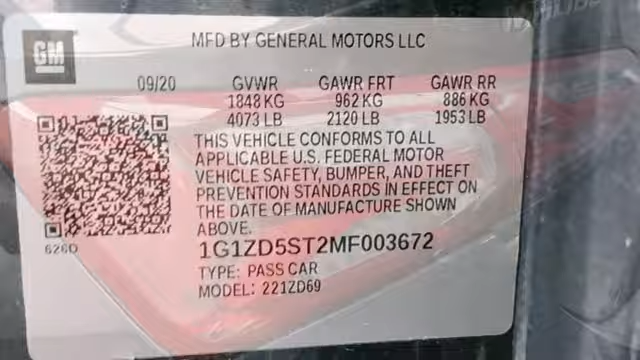 GM
MFD BY GENERAL MOTORS LLC
09/20 GVWR GAWR FRT GAWR RR
1848 KG 962 KG 886 KG
4073 LB 2120 LB 1953 LB
THIS VEHICLE CONFORMS TO ALL
APPLICABLE U.S. FEDERAL MOTOR
VEHICLE SAFETY, BUMPER, AND THEFT
PREVENTION STANDARDS IN EFFECT ON
THE DATE OF MANUFACTURE SHOWN
ABOVE.
626D
1G1ZD5ST2MF003672
TYPE: PASS CAR
MODEL: 221ZD69